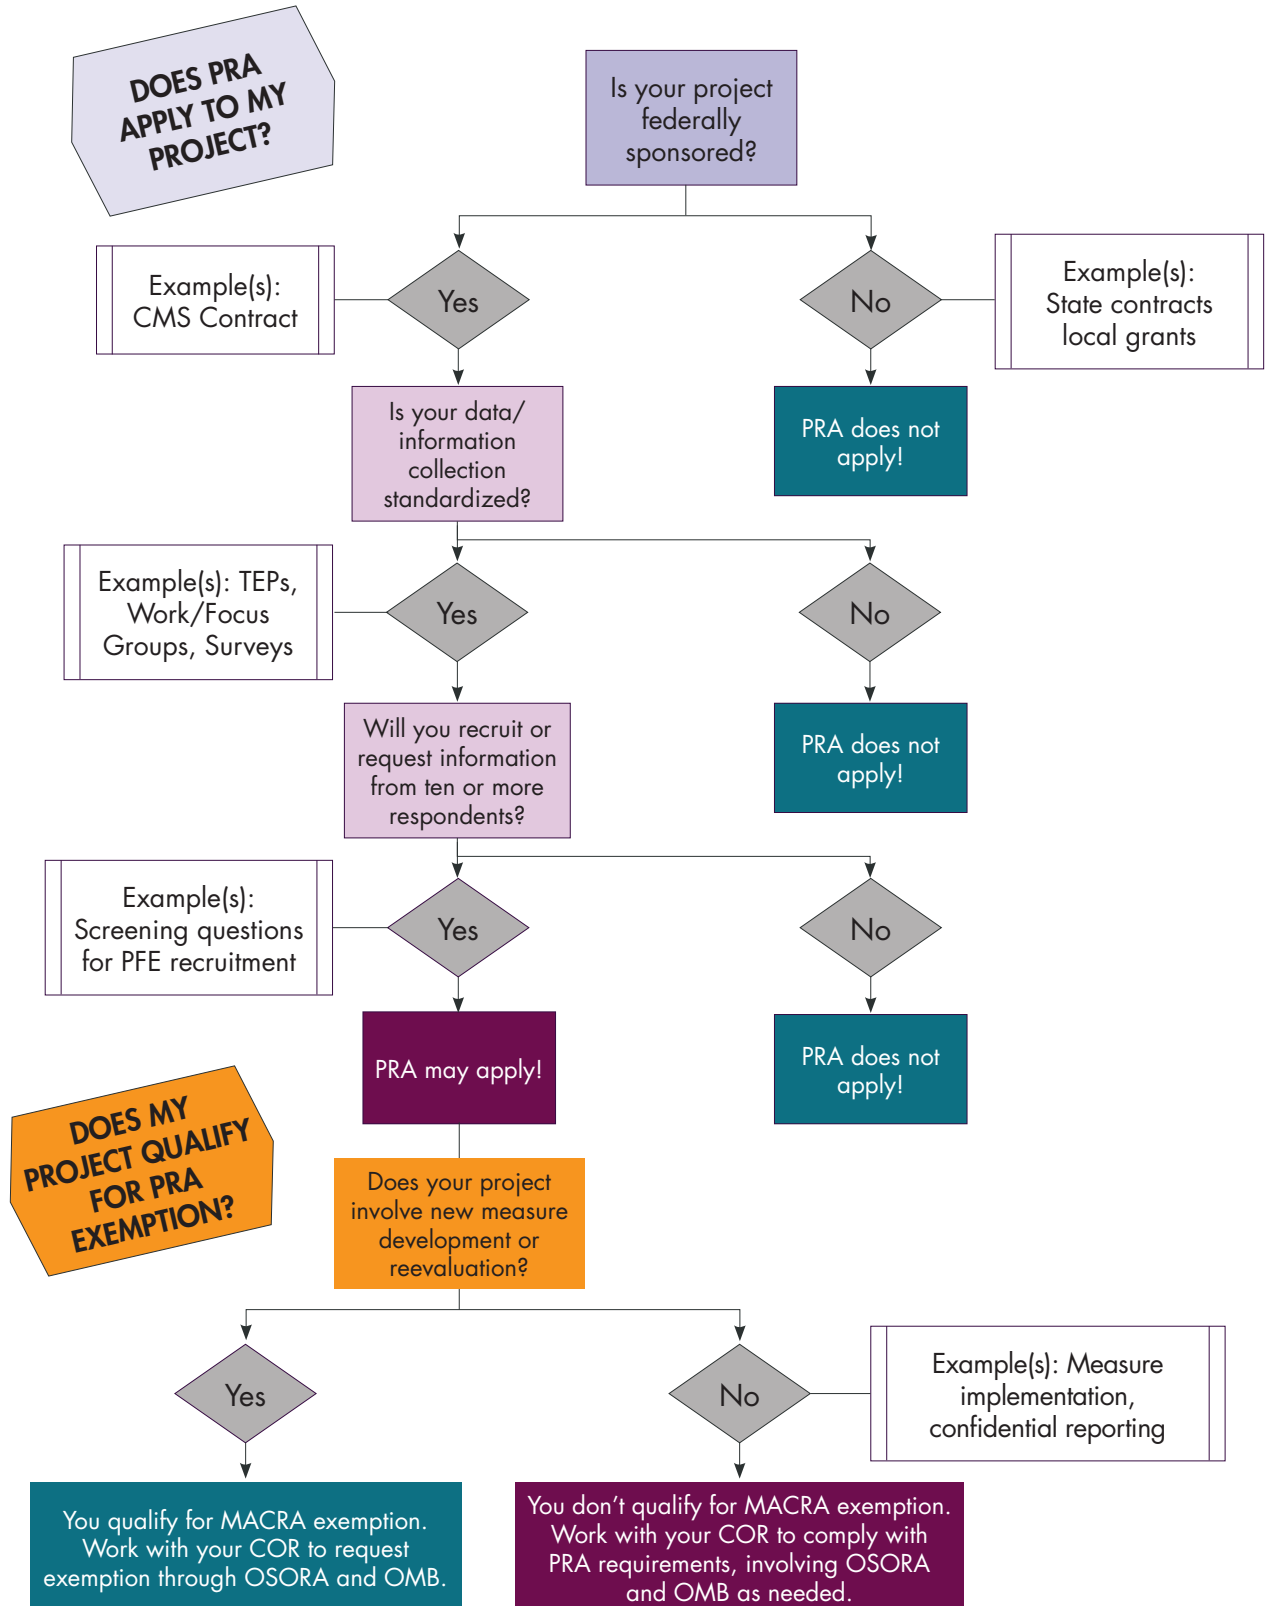 DOES PRA
APPLY TO MY
PROJECT?
Is your project
federally
sponsored?
Example(s):
CMS Contract
Yes
No
Example(s):
State contracts
local grants
Is your data/
information
collection
standardized?
PRA does not
apply!
Example(s): TEPs,
Work/Focus
Groups, Surveys
Yes
No
Will you recruit or
request information
from ten or more
respondents?
PRA does not
apply!
Example(s):
Screening questions
for PFE recruitment
Yes
No
PRA may apply!
PRA does not
apply!
DOES MY
PROJECT QUALIFY
FOR PRA
EXEMPTION?
Does your project
involve new measure
development or
reevaluation?
Yes
No
Example(s): Measure
implementation,
confidential reporting
You qualify for MACRA exemption.
Work with your COR to request
exemption through OSORA and OMB.
You don’t qualify for MACRA exemption.
Work with your COR to comply with
PRA requirements, involving OSORA
and OMB as needed.